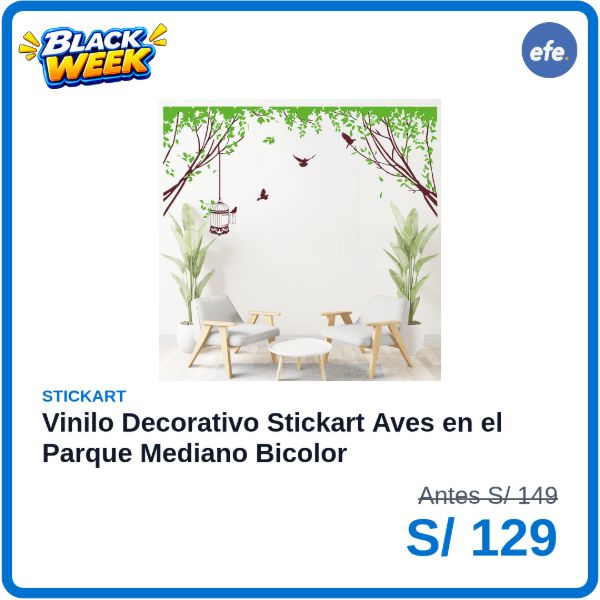 BLACK
WEEK
efe.
STICKART
Vinilo Decorativo Stickart Aves en el
Parque Mediano Bicolor
Antes S/ 149
S/ 129